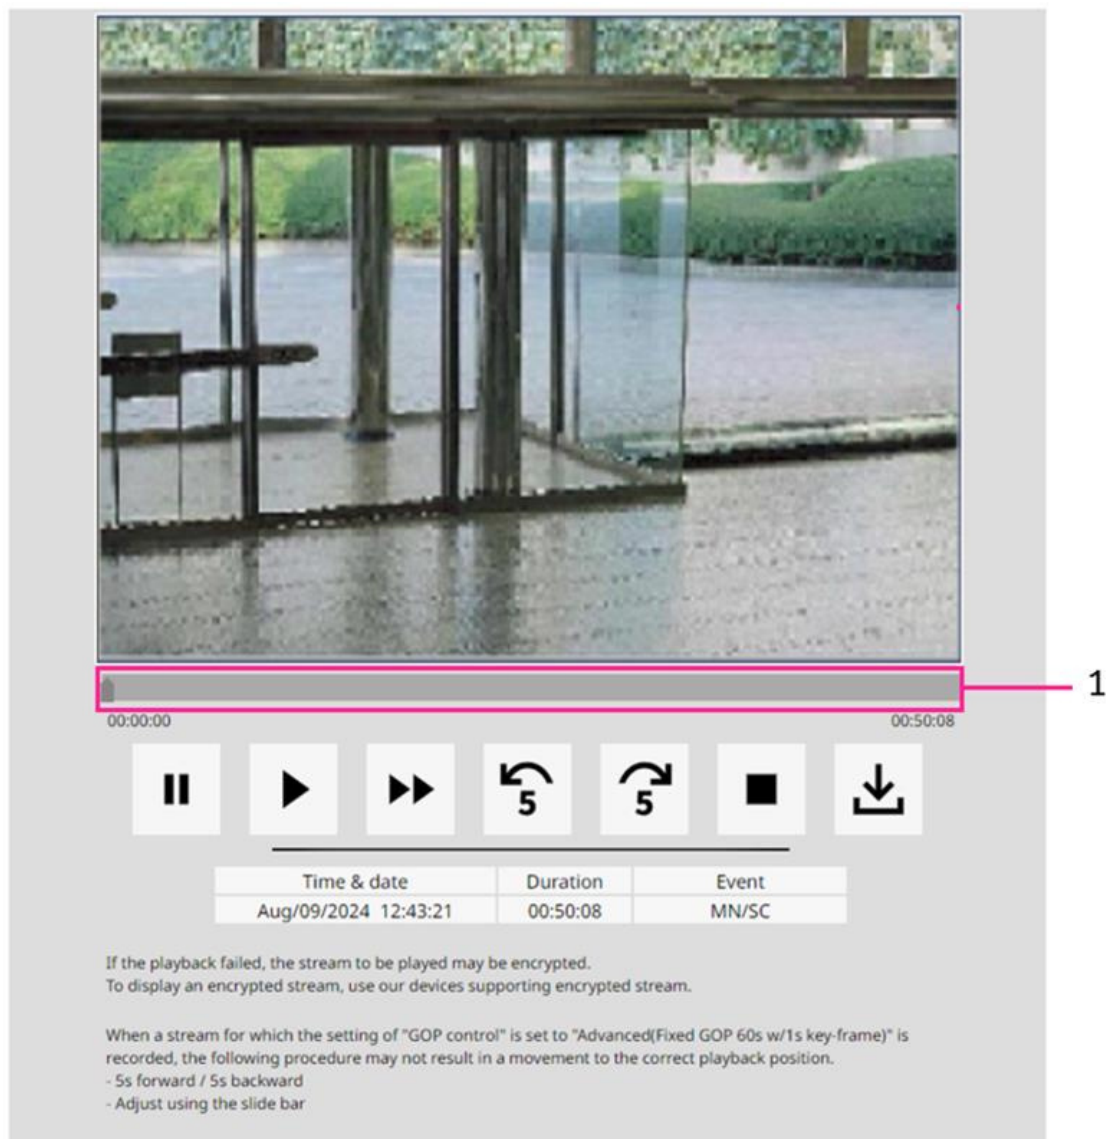 1
00:00:00 00:50:08
5 5
Time & date Duration Event
Aug/09/2024 12:43:21 00:50:08 MN/SC
If the playback failed, the stream to be played may be encrypted.
To display an encrypted stream, use our devices supporting encrypted stream.
When a stream for which the setting of "GOP control" is set to "Advanced(Fixed GOP 60s w/1s key-frame)" is
recorded, the following procedure may not result in a movement to the correct playback position.
- 5s forward / 5s backward
- Adjust using the slide bar